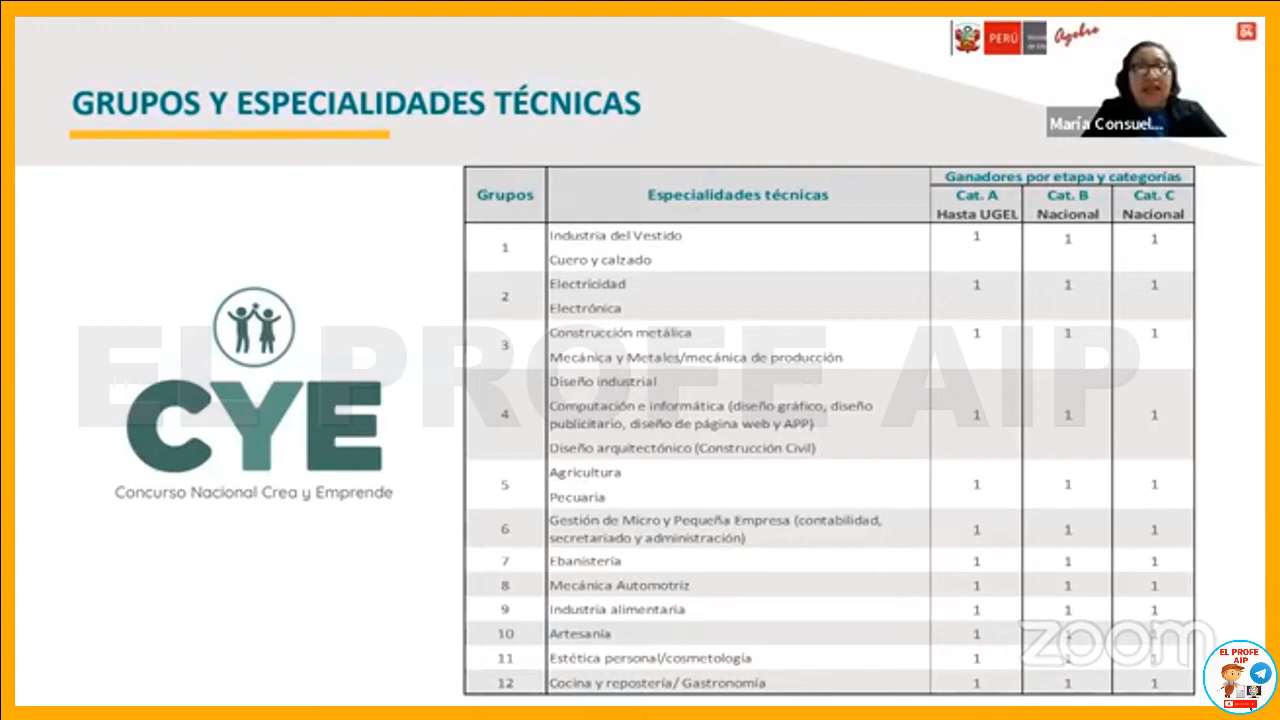 PERÚ
GRUPOS Y ESPECIALIDADES TÉCNICAS
María Consuel...
Grupos
Especialidades técnicas
Ganadores por etapa y categorías
Cat. A
Hasta UGEL
Cat. B
Nacional
Cat. C
Nacional
1
Industria del Vestido
Cuero y calzado
1
1
1
2
Electricidad
Electrónica
1
1
1
3
Construcción metálica
Mecánica y Metales/mecánica de producción
1
1
1
4
Diseño industrial
Computación e informática (diseño gráfico, diseño
publicitario, diseño de página web y APP)
Diseño arquitectónico (Construcción Civil)
1
1
1
5
Agricultura
Pecuaria
1
1
1
6
Gestión de Micro y Pequeña Empresa (contabilidad,
secretariado y administración)
1
1
1
7
Ebanistería
1
1
1
8
Mecánica Automotriz
1
1
1
9
Industria alimentaria
1
1
1
10
Artesanía
1
1
1
11
Estética personal/cosmetología
1
1
1
12
Cocina y repostería/ Gastronomía
1
1
1
CYE
Concurso Nacional Crea y Emprende
EL PROFE AIP
zoom
EL PROFE
AIP